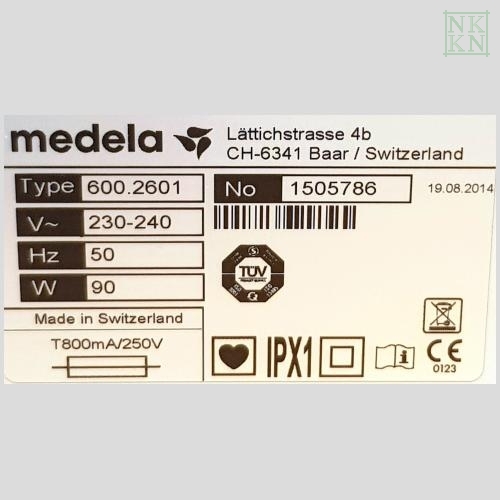 NK
KN
medela
Lättichstrasse 4b
CH-6341 Baar / Switzerland
Type 600.2601
No 1505786
19.08.2014
V~ 230-240
Hz 50
W 90
TÜV
Made in Switzerland
T800mA/250V
IPX1
i
CE
0123